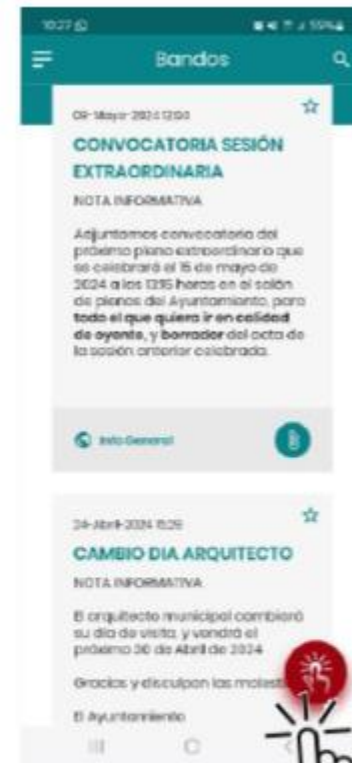 10:27
Bandos
09-Mayo-2024 12:04
CONVOCATORIA SESIÓN
EXTRAORDINARIA
NOTA INFORMATIVA
Adjuntamos convocatoria del
próximo pleno extraordinario que
se celebrará el 15 de mayo de
2024 a las 13:15 horas en el salón
de plenos del Ayuntamiento, para
todo el que quiera ir en calidad
de oyente, y borrador del acta de
la sesión anterior celebrada.
Info General
24-Abril-2024 15:29
CAMBIO DIA ARQUITECTO
NOTA INFORMATIVA
El arquitecto municipal cambiará
su día de visita, y vendrá el
próximo 30 de Abril de 2024
Gracias y disculpen las molest
El Ayuntamiento